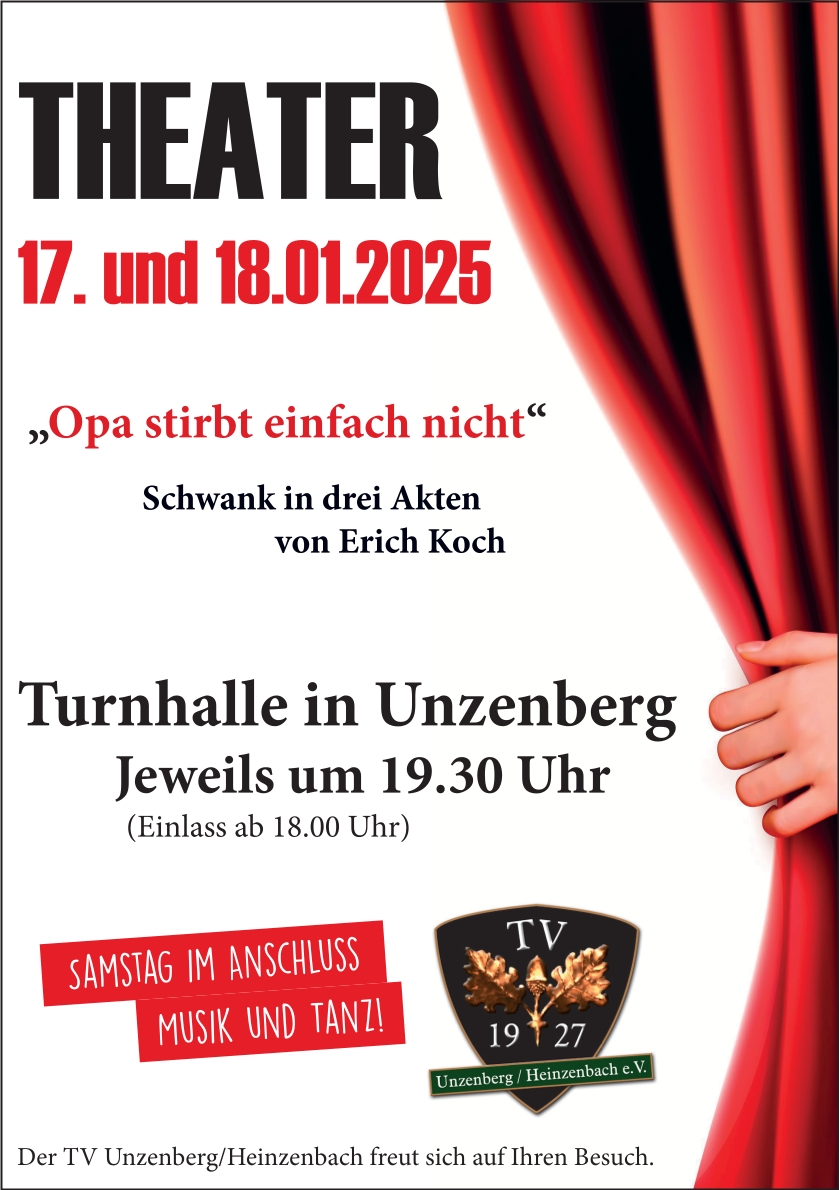 THEATER
17. und 18.01.2025
„Opa stirbt einfach nicht“
Schwank in drei Akten
von Erich Koch
Turnhalle in Unzenberg
Jeweils um 19.30 Uhr
(Einlass ab 18.00 Uhr)
SAMSTAG IM ANSCHLUSS
MUSIK UND TANZ!
TV
19 27
Unzenberg / Heinzenbach e.V.
Der TV Unzenberg/Heinzenbach freut sich auf Ihren Besuch.